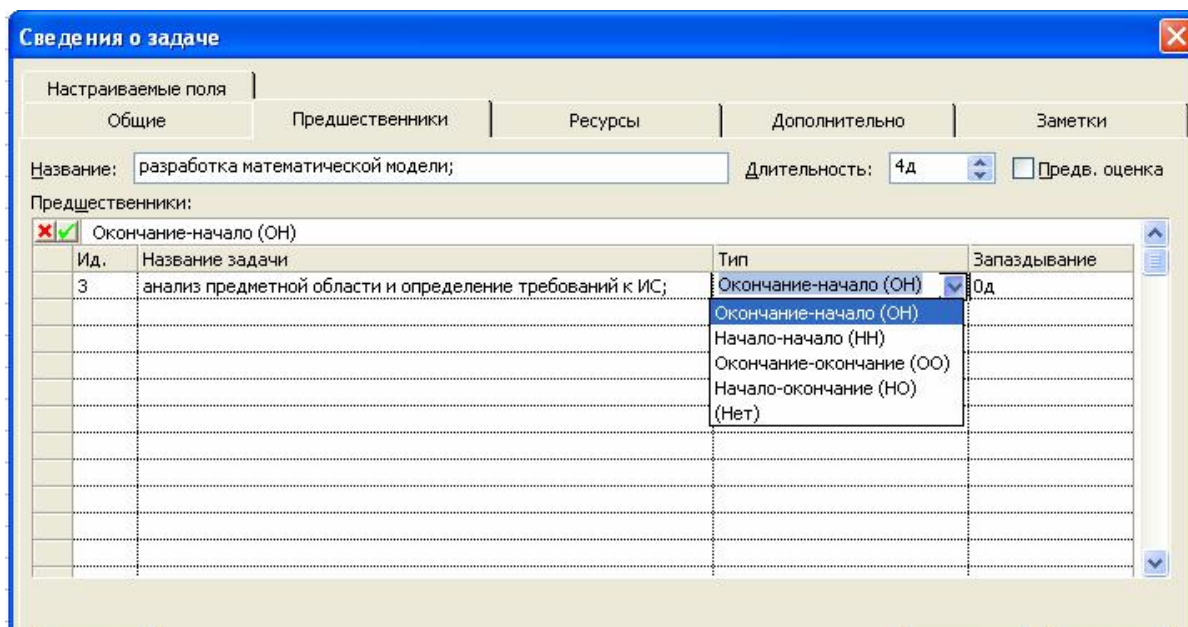 Сведения о задаче
Настраиваемые поля
Общие Предшественники Ресурсы Дополнительно Заметки
Название: разработка математической модели; Длительность: 4д Предв. оценка
Предшественники:
Окончание-начало (ОН)
Ид. Название задачи Тип Запаздывание
3 анализ предметной области и определение требований к ИС; Окончание-начало (ОН) 0д
Окончание-начало (ОН)
Начало-начало (НН)
Окончание-окончание (ОО)
Начало-окончание (НО)
(Нет)